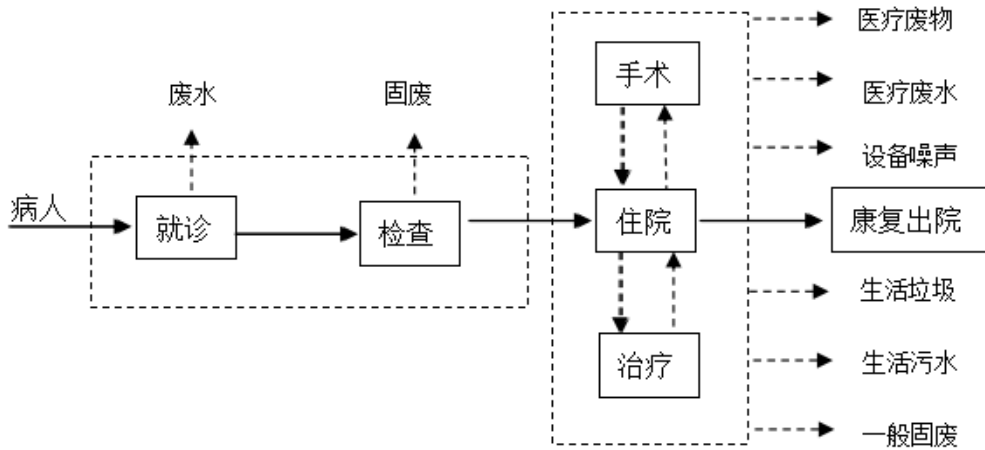 医疗废物
手术
废水
固废
医疗废水
设备噪声
病人
就诊
检查
住院
康复出院
生活垃圾
治疗
生活污水
一般固废